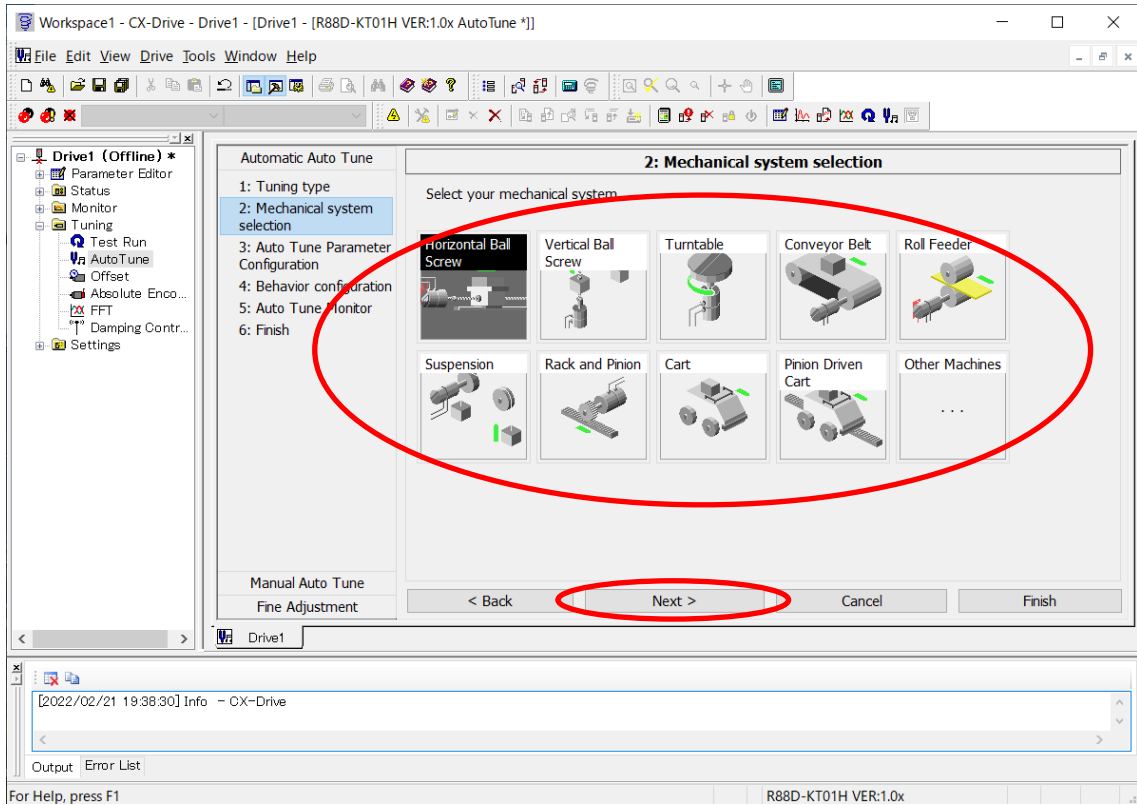 Workspace1 - CX-Drive - Drive1 - [Drive1 - [R88D-KT01H VER:1.0x AutoTune *]]
File Edit View Drive Tools Window Help
Drive1 (Offline) *
Parameter Editor
Status
Monitor
Tuning
Test Run
AutoTune
Offset
Absolute Enco...
FFT
Damping Contr...
Settings
Automatic Auto Tune
1: Tuning type
2: Mechanical system
selection
3: Auto Tune Parameter
Configuration
4: Behavior configuration
5: Auto Tune Monitor
6: Finish
Manual Auto Tune
Fine Adjustment
2: Mechanical system selection
Select your mechanical system
Horizontal Ball
Screw
Vertical Ball
Screw
Turntable
Conveyor Belt
Roll Feeder
Suspension
Rack and Pinion
Cart
Pinion Driven
Cart
Other Machines
...
< Back
Next >
Cancel
Finish
Drive1
[2022/02/21 19:38:30] Info - CX-Drive
Output
Error List
For Help, press F1
R88D-KT01H VER:1.0x